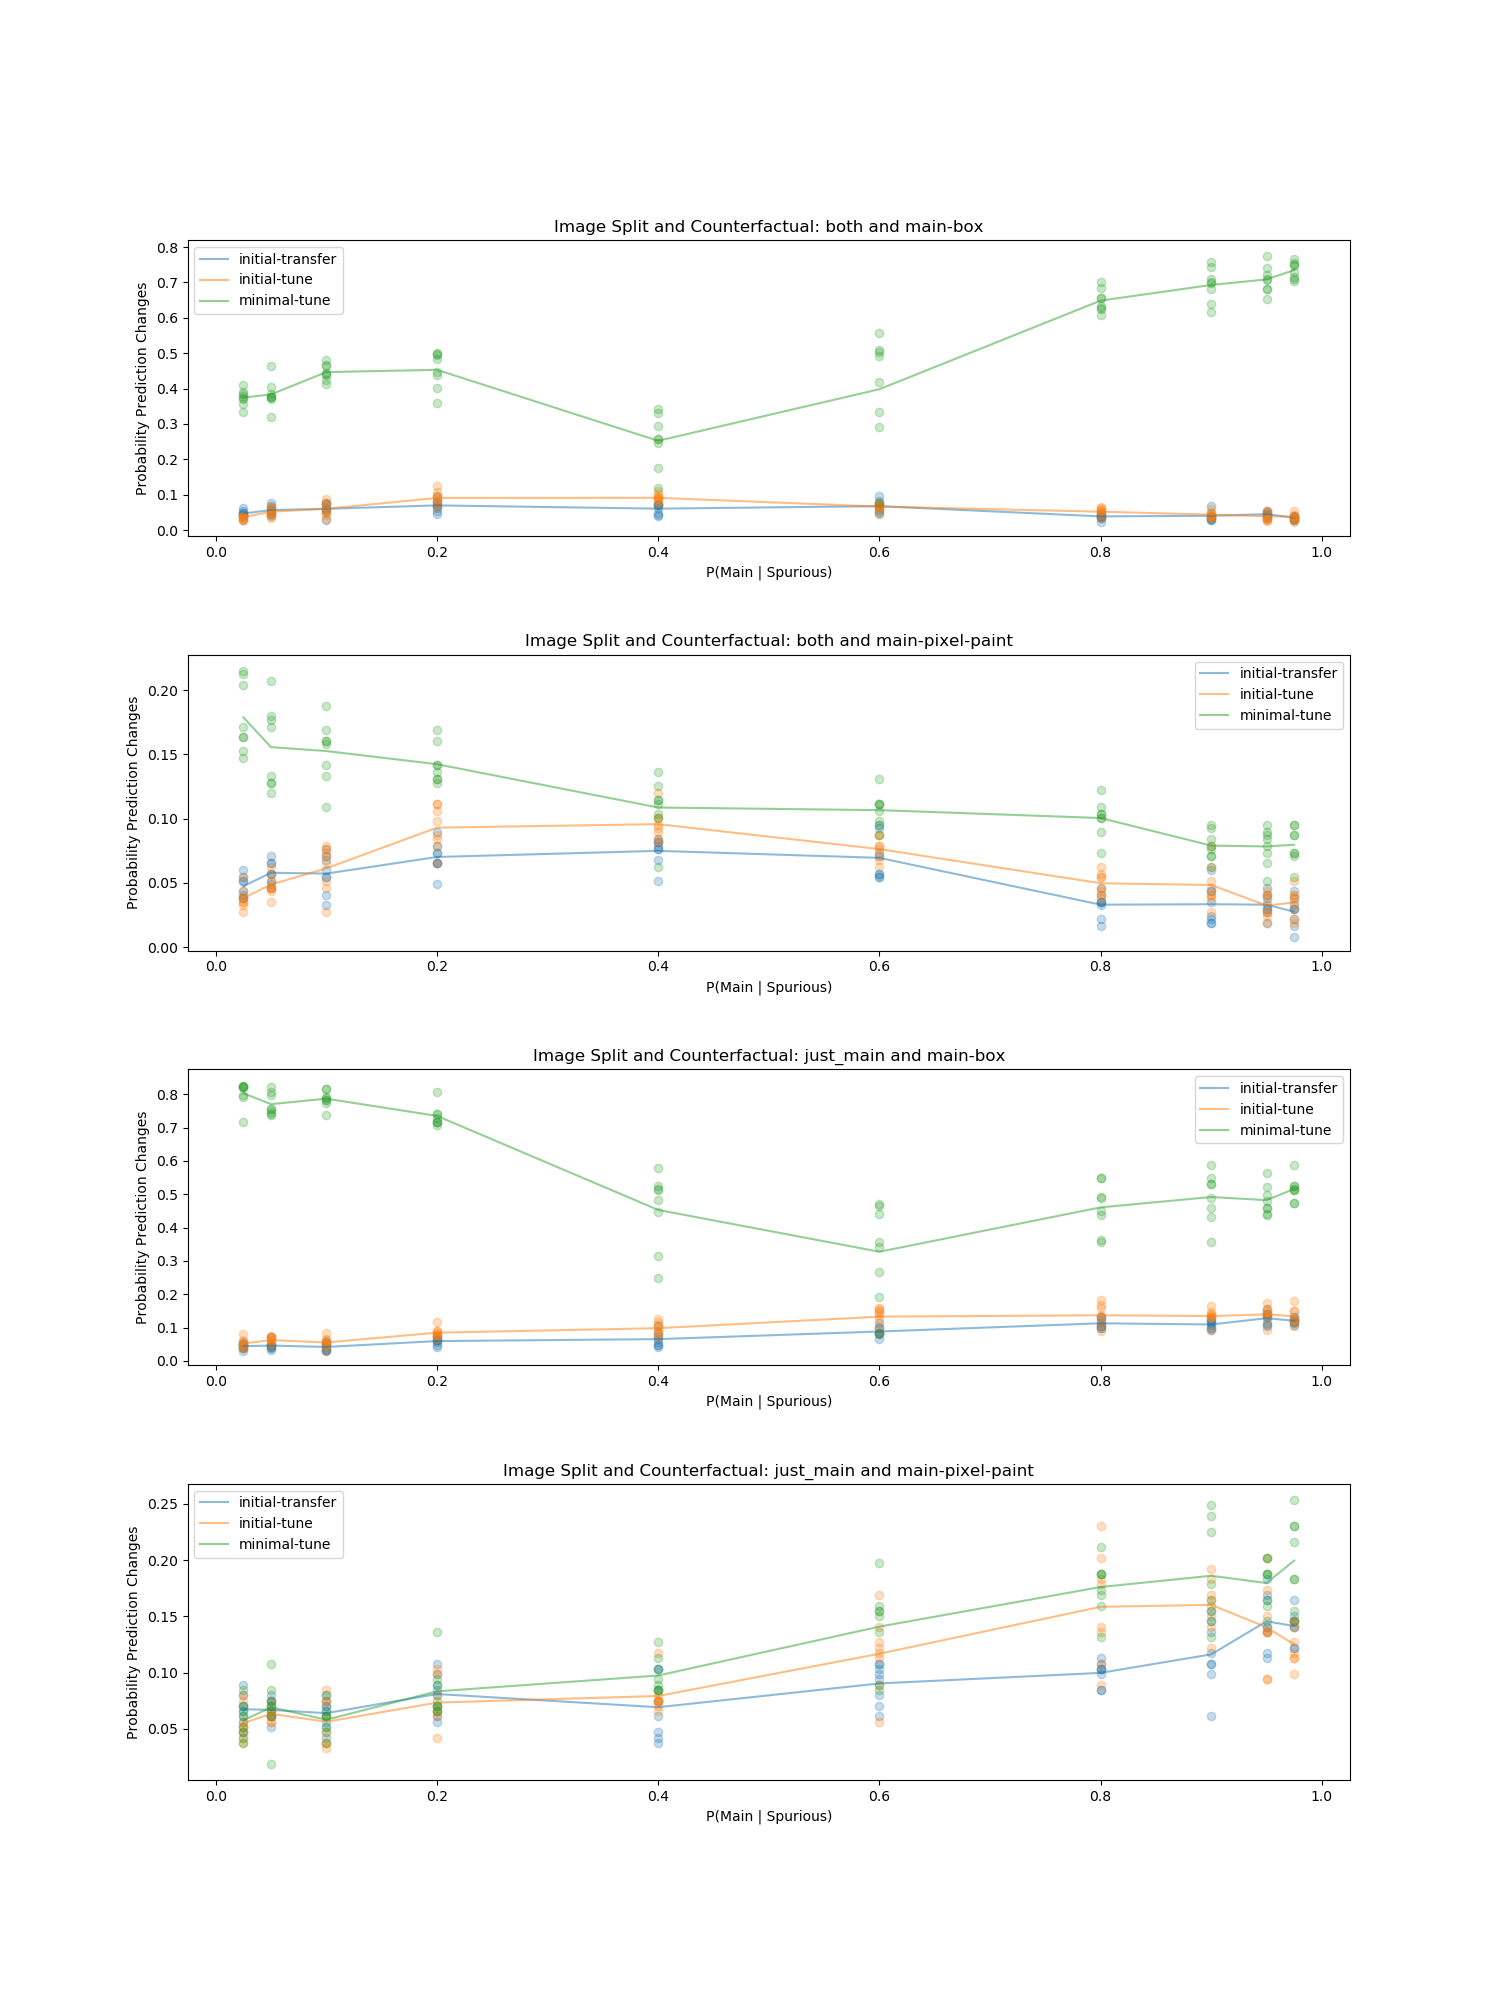 Image Split and Counterfactual: both and main-box
Probability Prediction Changes
0.8
0.7
0.6
0.5
0.4
0.3
0.2
0.1
0.0
initial-transfer
initial-tune
minimal-tune
0.0 0.2 0.4 0.6 0.8 1.0
P(Main | Spurious)
Image Split and Counterfactual: both and main-pixel-paint
Probability Prediction Changes
0.20
0.15
0.10
0.05
0.00
initial-transfer
initial-tune
minimal-tune
0.0 0.2 0.4 0.6 0.8 1.0
P(Main | Spurious)
Image Split and Counterfactual: just_main and main-box
Probability Prediction Changes
0.8
0.7
0.6
0.5
0.4
0.3
0.2
0.1
0.0
initial-transfer
initial-tune
minimal-tune
0.0 0.2 0.4 0.6 0.8 1.0
P(Main | Spurious)
Image Split and Counterfactual: just_main and main-pixel-paint
Probability Prediction Changes
0.25
0.20
0.15
0.10
0.05
initial-transfer
initial-tune
minimal-tune
0.0 0.2 0.4 0.6 0.8 1.0
P(Main | Spurious)